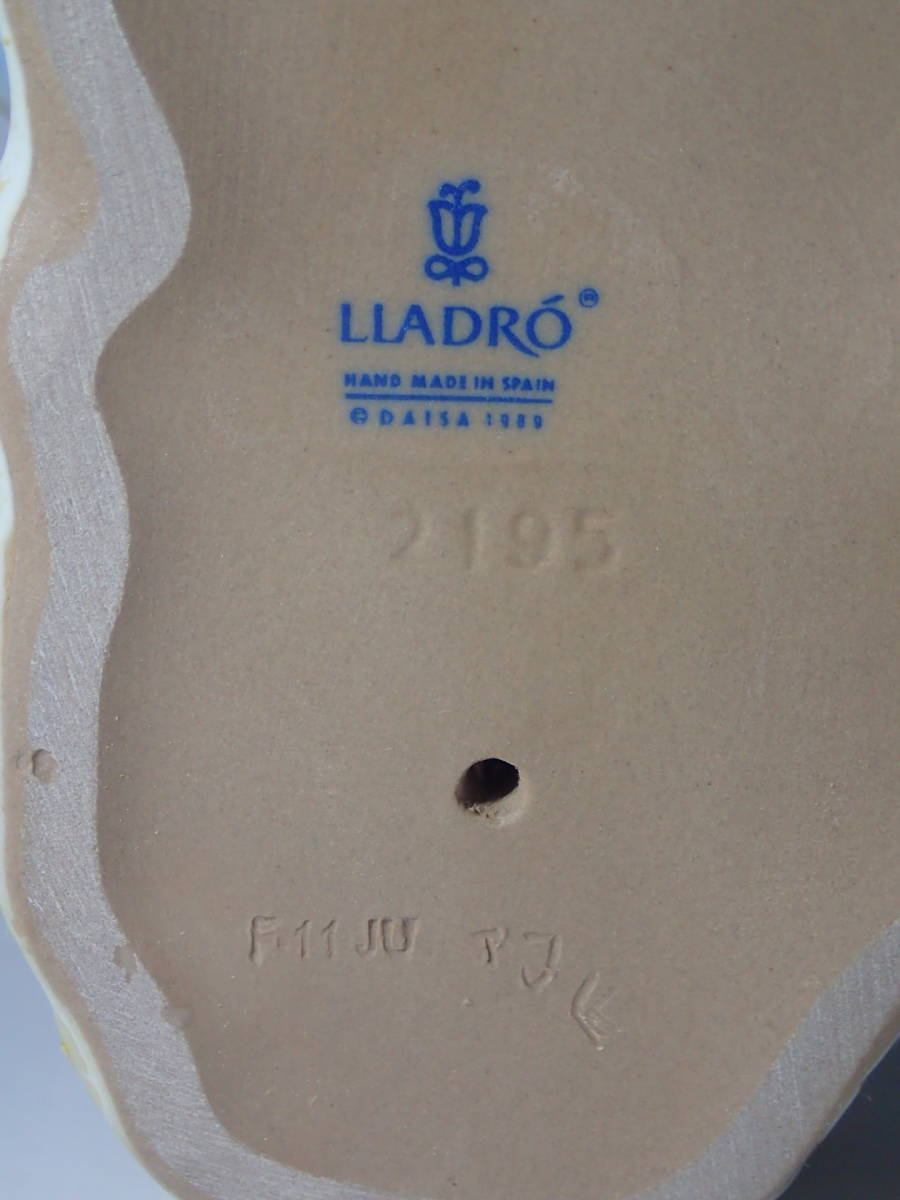 LLADRÓ®
HAND MADE IN SPAIN
© DAISA 1989
2195
F·11 JU